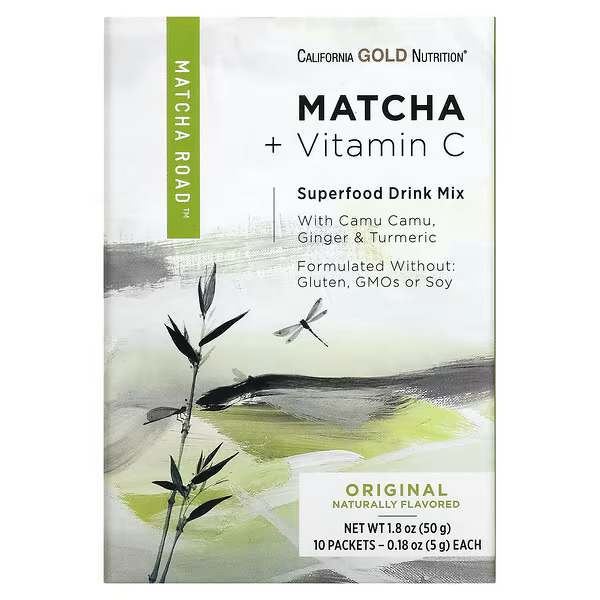 MATCHA ROAD™
CALIFORNIA GOLD NUTRITION®
MATCHA
+ Vitamin C
Superfood Drink Mix
With Camu Camu,
Ginger & Turmeric
Formulated Without:
Gluten, GMOs or Soy
ORIGINAL
NATURALLY FLAVORED
NET WT 1.8 oz (50 g)
10 PACKETS – 0.18 oz (5 g) EACH